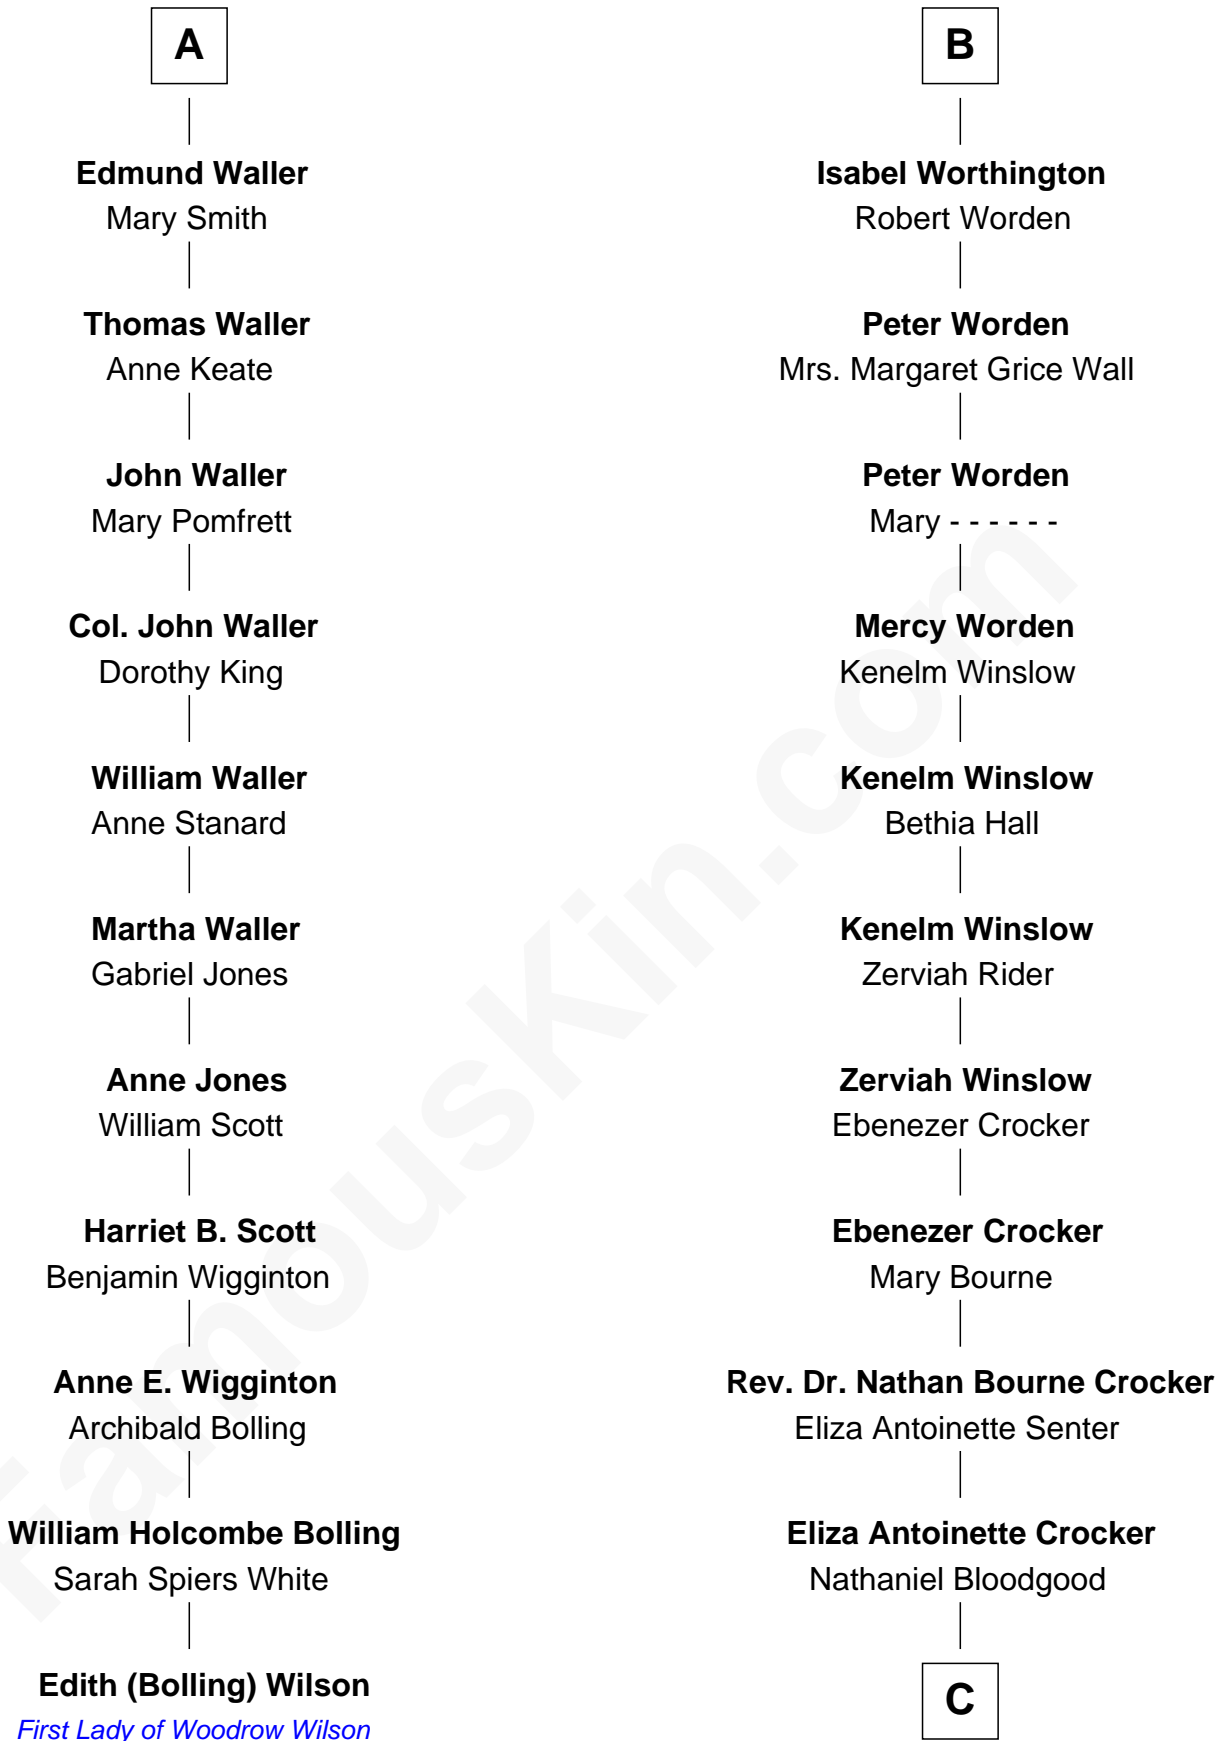 A
Edmund Waller
Mary Smith
Thomas Waller
Anne Keate
John Waller
Mary Pomfrett
Col. John Waller
Dorothy King
William Waller
Anne Stanard
Martha Waller
Gabriel Jones
Anne Jones
William Scott
Harriet B. Scott
Benjamin Wigginton
Anne E. Wigginton
Archibald Bolling
William Holcombe Bolling
Sarah Spiers White
Edith (Bolling) Wilson
First Lady of Woodrow Wilson
B
Isabel Worthington
Robert Worden
Peter Worden
Mrs. Margaret Grice Wall
Peter Worden
Mary - - - - - -
Mercy Worden
Kenelm Winslow
Kenelm Winslow
Bethia Hall
Kenelm Winslow
Zerviah Rider
Zerviah Winslow
Ebenezer Crocker
Ebenezer Crocker
Mary Bourne
Rev. Dr. Nathan Bourne Crocker
Eliza Antoinette Senter
Eliza Antoinette Crocker
Nathaniel Bloodgood
C
FamousKin.com